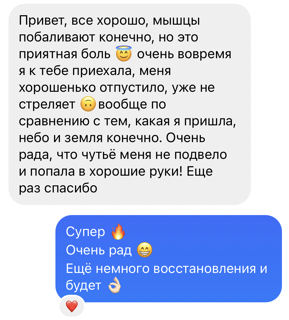 Привет, все хорошо, мышцы
побаливают конечно, но это
приятная боль 😇 очень вовремя
я к тебе приехала, меня
хорошенько отпустило, уже не
стреляет 🙃вообще по
сравнению с тем, какая я пришла,
небо и земля конечно. Очень
рада, что чутьё меня не подвело
и попала в хорошие руки! Еще
раз спасибо
Супер 🔥
Очень рад 😁
Ещё немного восстановления и
будет 👌🏻
❤️